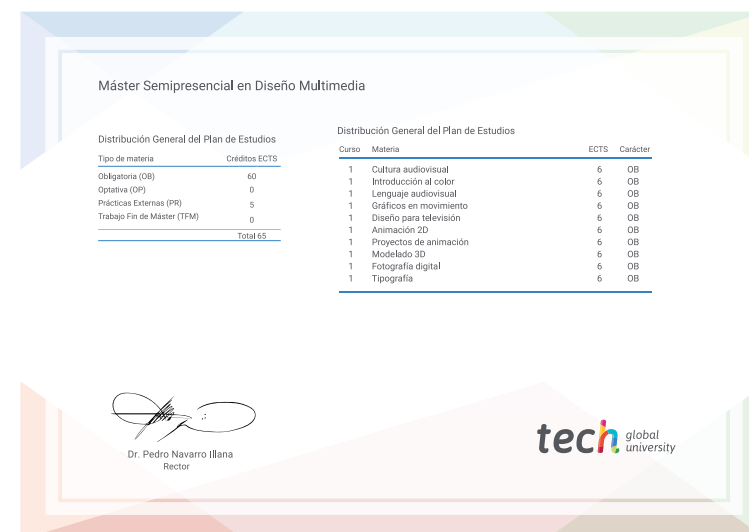 Máster Semipresencial en Diseño Multimedia
Distribución General del Plan de Estudios
Tipo de materia Créditos ECTS
Obligatoria (OB) 60
Optativa (OP) 0
Prácticas Externas (PR) 5
Trabajo Fin de Máster (TFM) 0
Total 65
Distribución General del Plan de Estudios
Curso Materia ECTS Carácter
1 Cultura audiovisual 6 OB
1 Introducción al color 6 OB
1 Lenguaje audiovisual 6 OB
1 Gráficos en movimiento 6 OB
1 Diseño para televisión 6 OB
1 Animación 2D 6 OB
1 Proyectos de animación 6 OB
1 Modelado 3D 6 OB
1 Fotografía digital 6 OB
1 Tipografía 6 OB
Dr. Pedro Navarro Illana
Rector
tech global
university